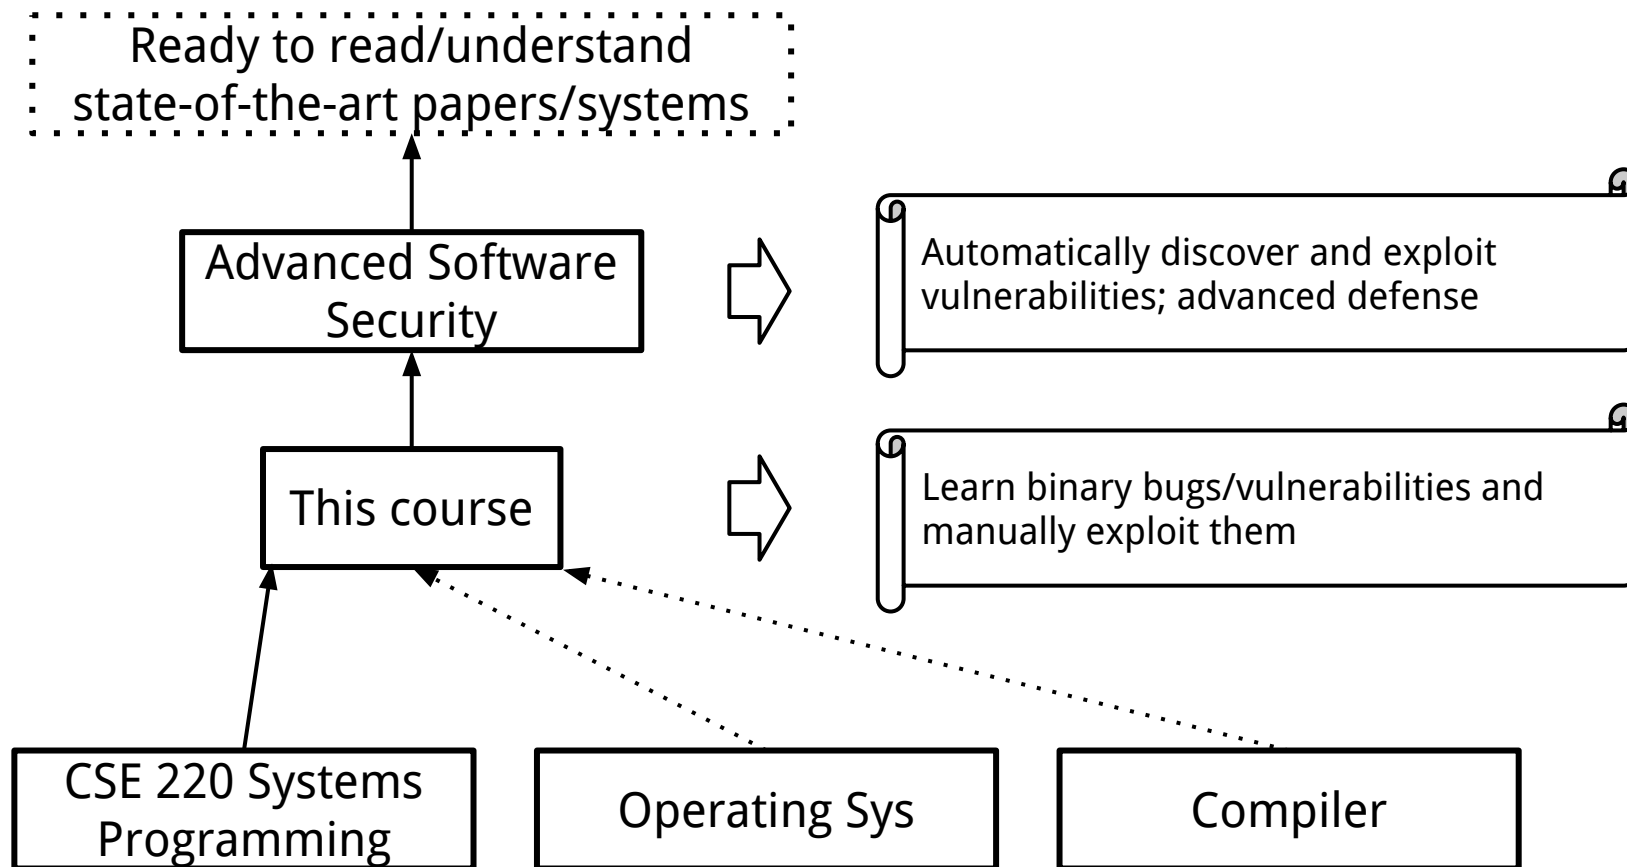 Ready to read/understand
state-of-the-art papers/systems
Advanced Software
Security
Automatically discover and exploit
vulnerabilities; advanced defense
This course
Learn binary bugs/vulnerabilities and
manually exploit them
CSE 220 Systems
Programming
Operating Sys
Compiler